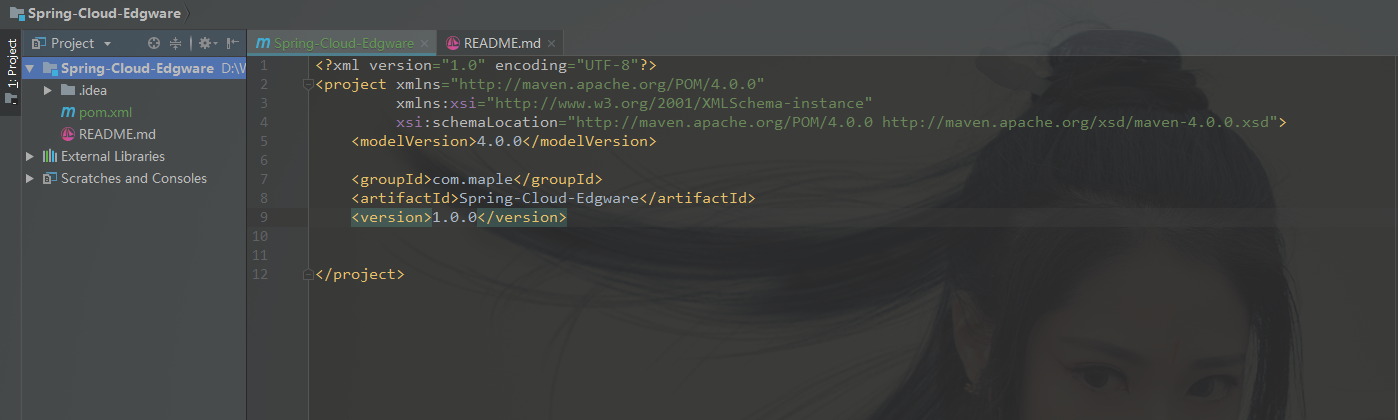 Spring-Cloud-Edgware
1: Project
Project
Spring-Cloud-Edgware D:\
.idea
pom.xml
README.md
External Libraries
Scratches and Consoles
Spring-Cloud-Edgware
README.md
1 <?xml version="1.0" encoding="UTF-8"?>
2 <project xmlns="http://maven.apache.org/POM/4.0.0"
3 xmlns:xsi="http://www.w3.org/2001/XMLSchema-instance"
4 xsi:schemaLocation="http://maven.apache.org/POM/4.0.0 http://maven.apache.org/xsd/maven-4.0.0.xsd">
5 <modelVersion>4.0.0</modelVersion>
6
7 <groupId>com.maple</groupId>
8 <artifactId>Spring-Cloud-Edgware</artifactId>
9 <version>1.0.0</version>
10
11
12 </project>